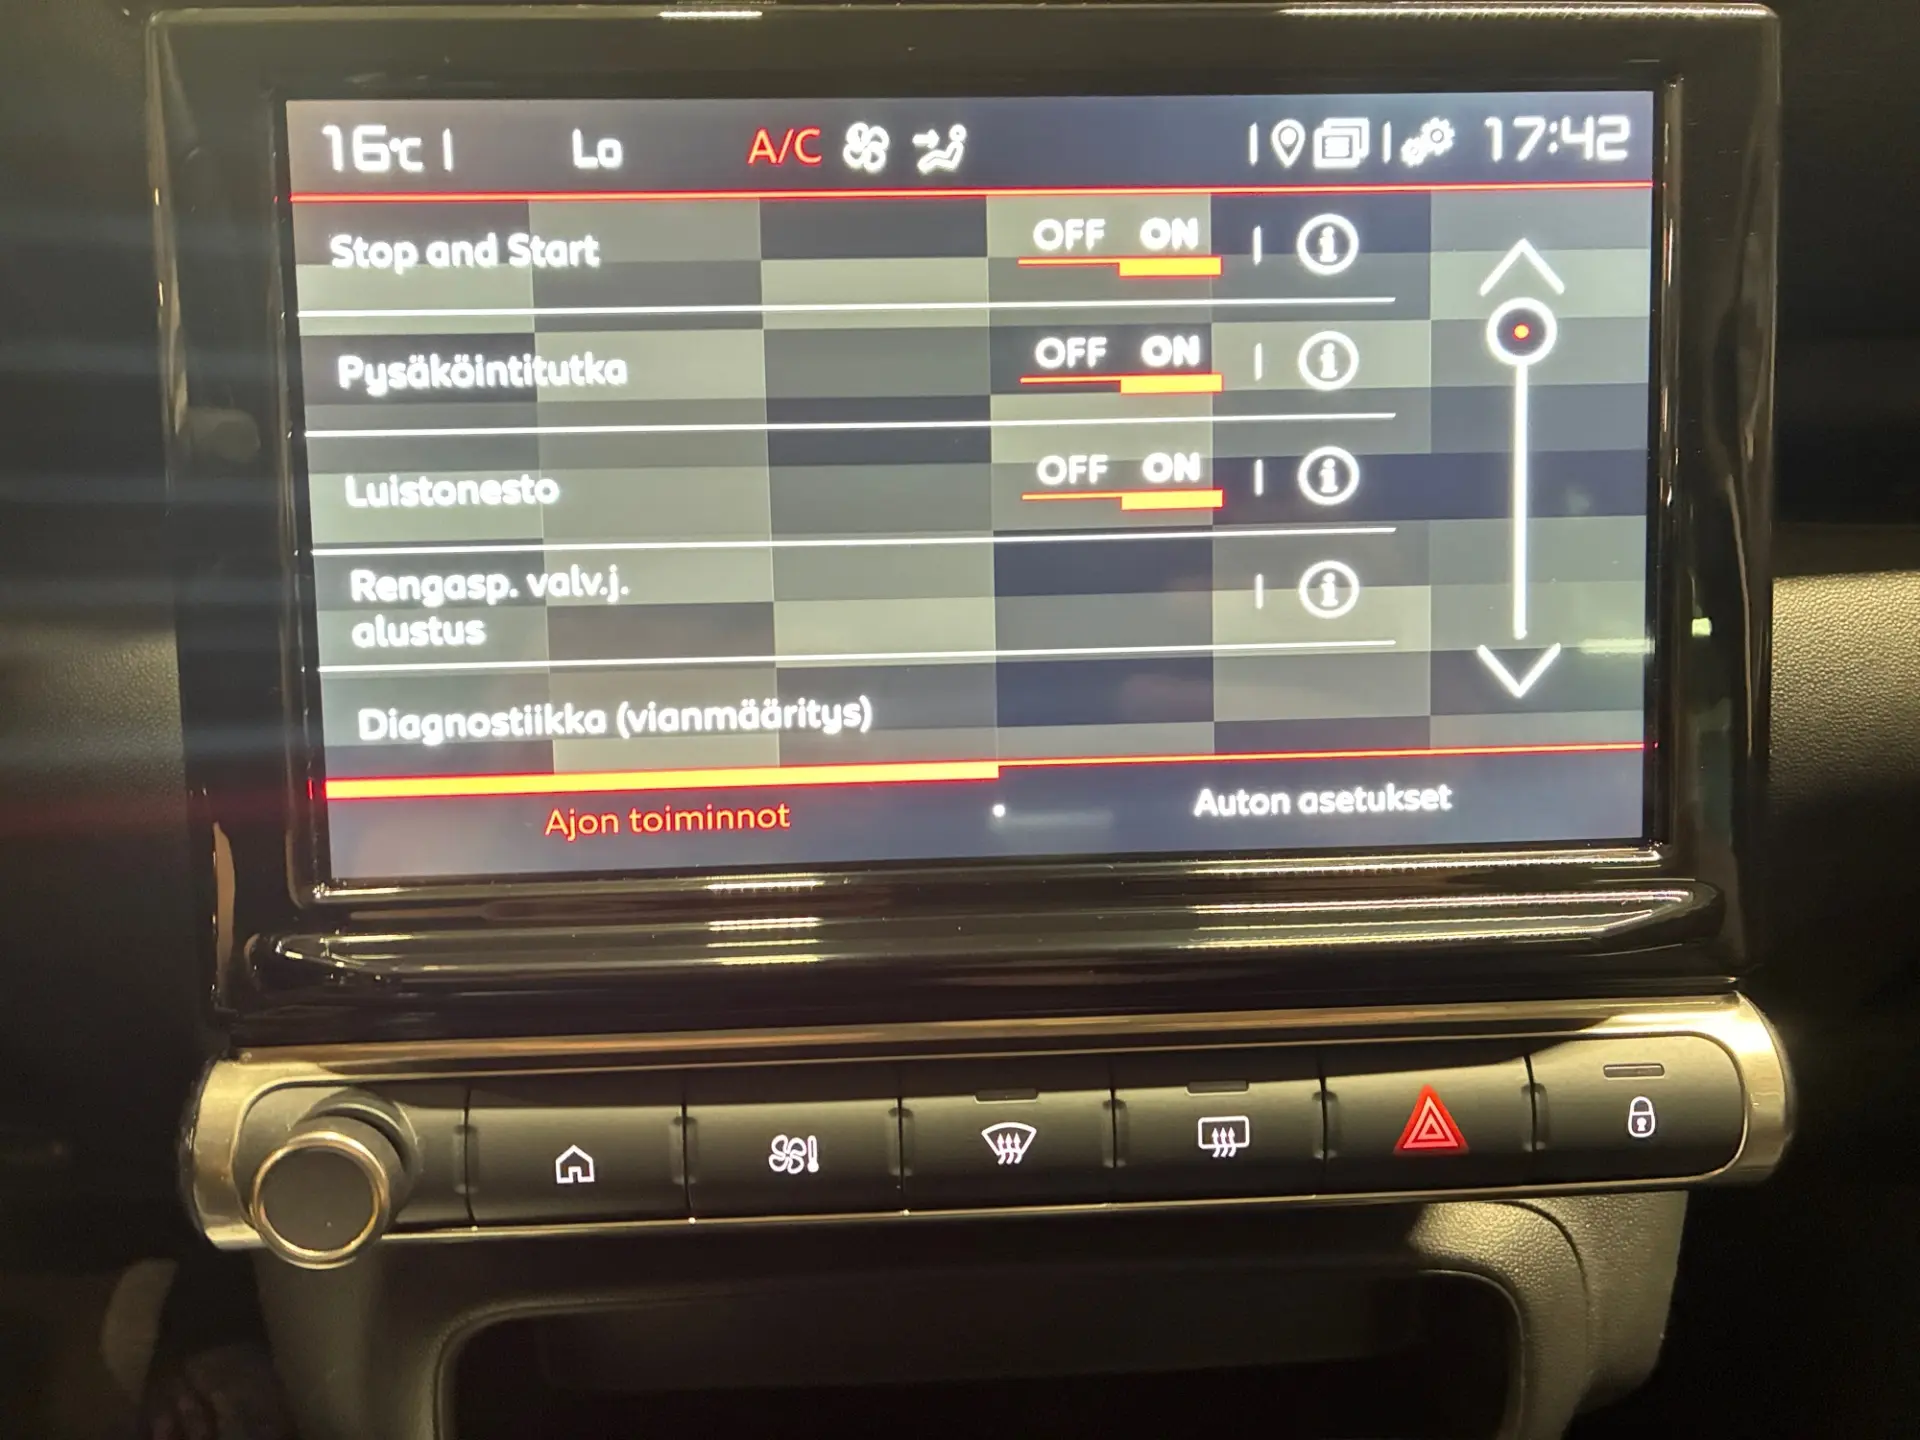 16°C Lo A/C 17:42
Stop and Start OFF ON
Pysäköintitutka OFF ON
Luistonesto OFF ON
Rengasp. valv.j.
alustus
Diagnostiikka (vianmääritys)
Ajon toiminnot Auton asetukset